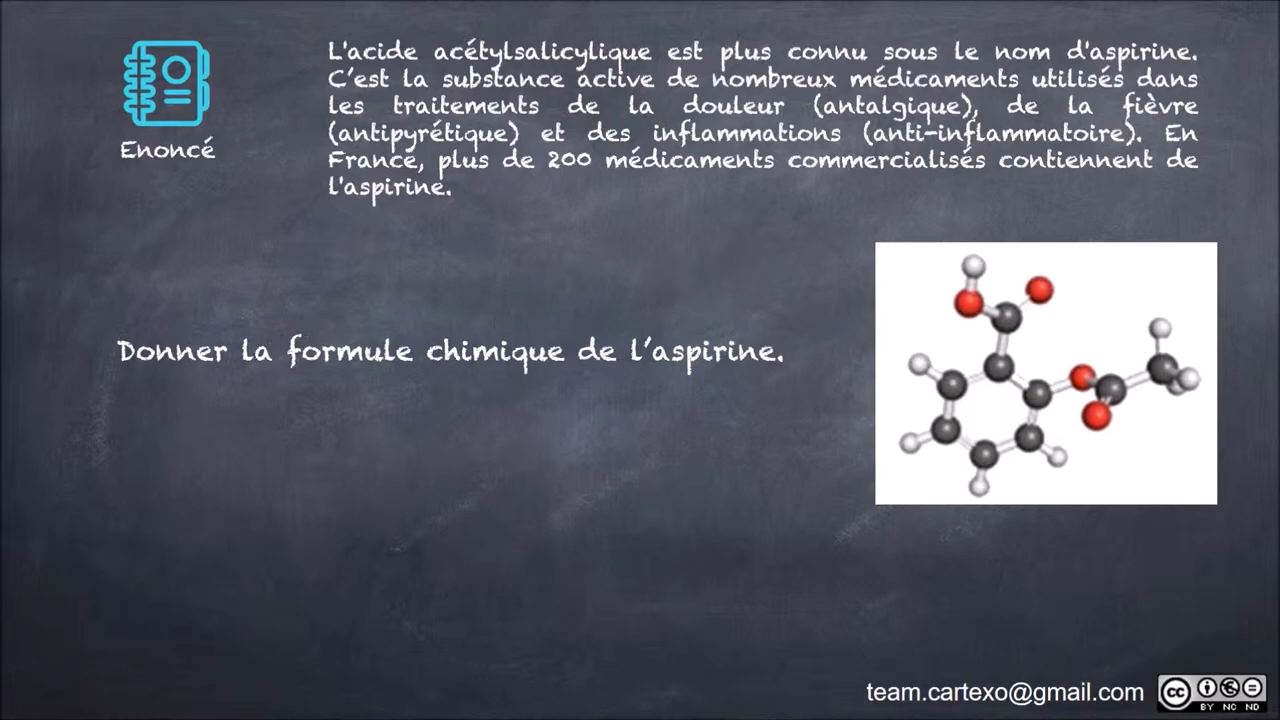 L'acide acétylsalicylique est plus connu sous le nom d'aspirine.
C'est la substance active de nombreux médicaments utilisés dans
les traitements de la douleur (antalgique), de la fièvre
(antipyrétique) et des inflammations (anti-inflammatoire). En
France, plus de 200 médicaments commercialisés contiennent de
l'aspirine.
Enoncé
Donner la formule chimique de l'aspirine.
team.cartexo@gmail.com
cc
BY NC ND